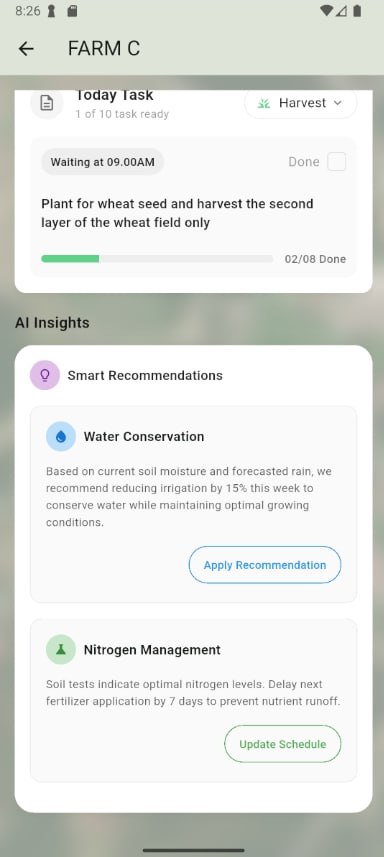 8:26
FARM C
Today Task
1 of 10 task ready
Harvest
Waiting at 09.00AM
Done
Plant for wheat seed and harvest the second
layer of the wheat field only
02/08 Done
AI Insights
Smart Recommendations
Water Conservation
Based on current soil moisture and forecasted rain, we
recommend reducing irrigation by 15% this week to
conserve water while maintaining optimal growing
conditions.
Apply Recommendation
Nitrogen Management
Soil tests indicate optimal nitrogen levels. Delay next
fertilizer application by 7 days to prevent nutrient runoff.
Update Schedule